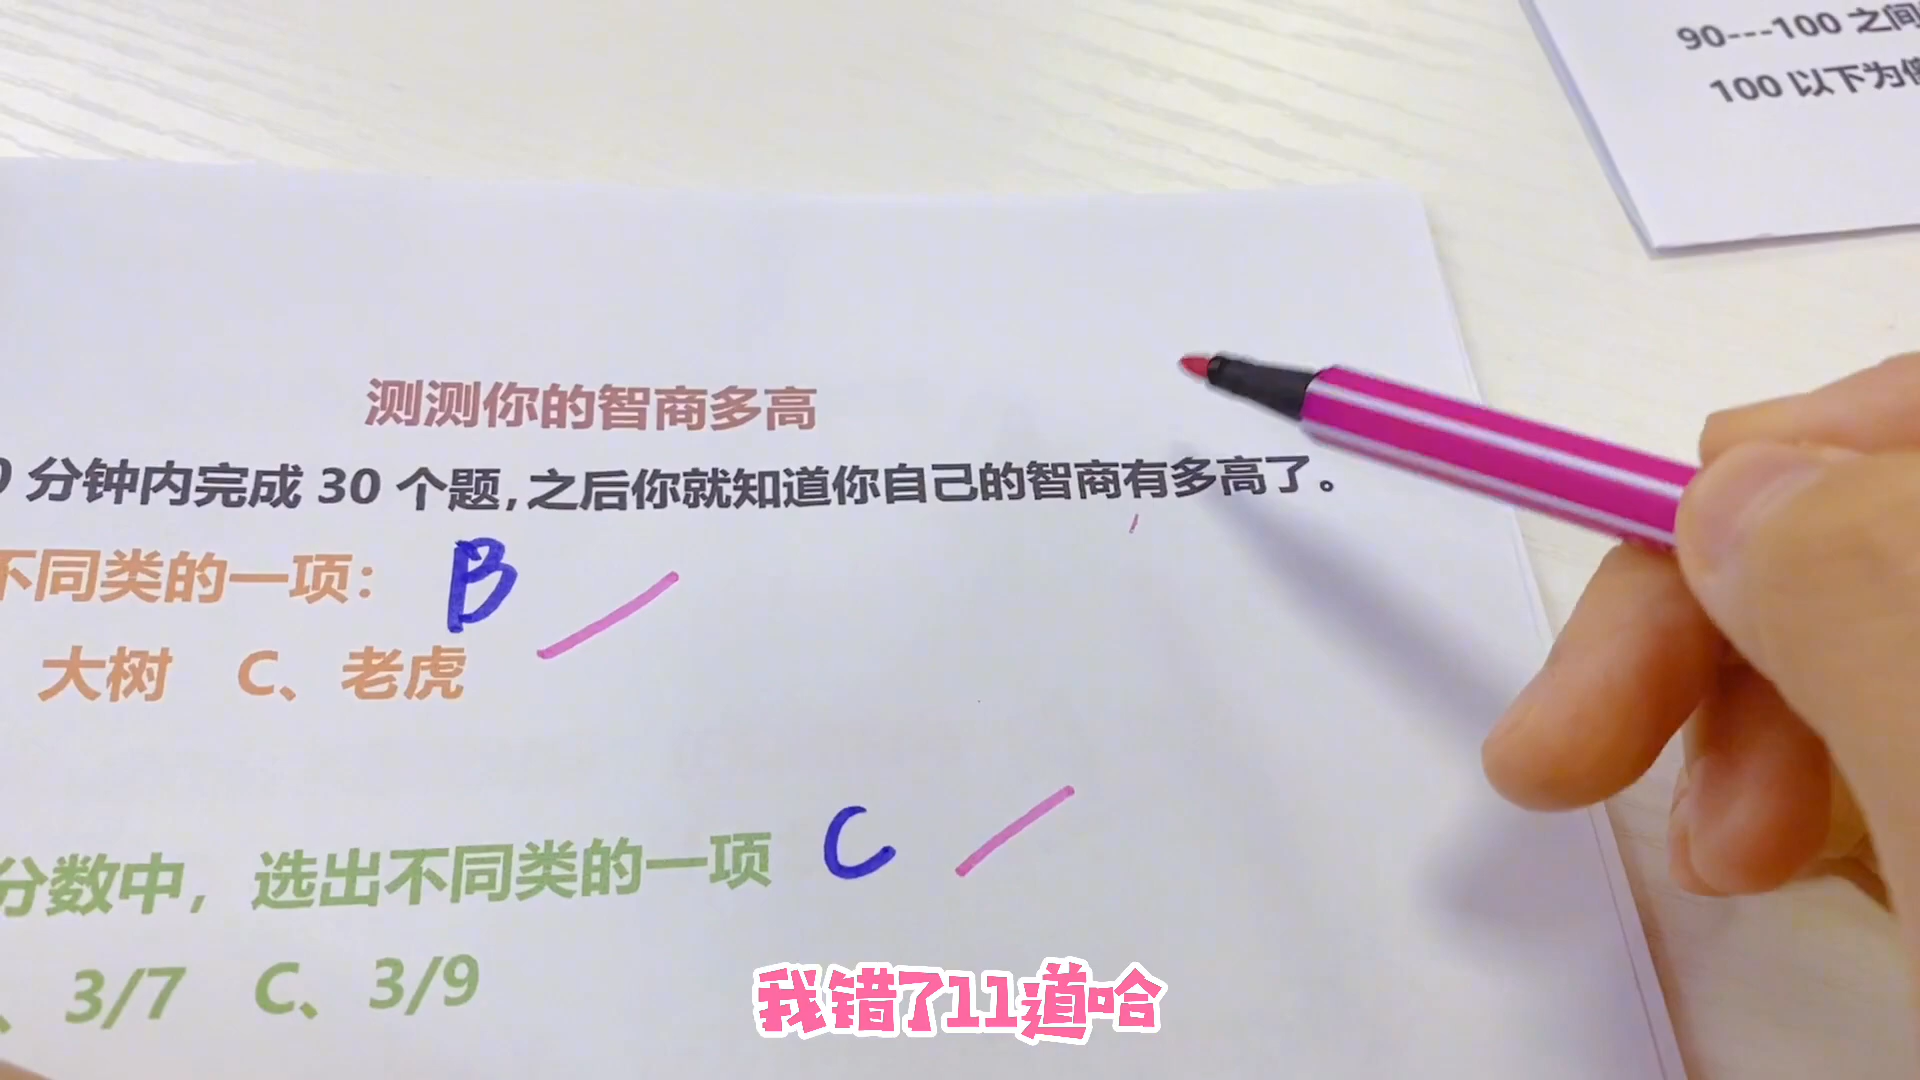 90---100 之间
100 以下为
测测你的智商多高
0 分钟内完成 30 个题，之后你就知道你自己的智商有多高了。
不同类的一项： B
大树 C、老虎
分数中，选出不同类的一项 C
、3/7 C、3/9
我错了11道哈